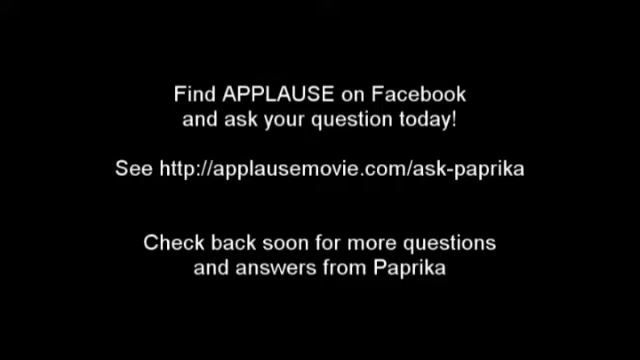 Find APPLAUSE on Facebook
and ask your question today!
See http://applausemovie.com/ask-paprika
Check back soon for more questions
and answers from Paprika